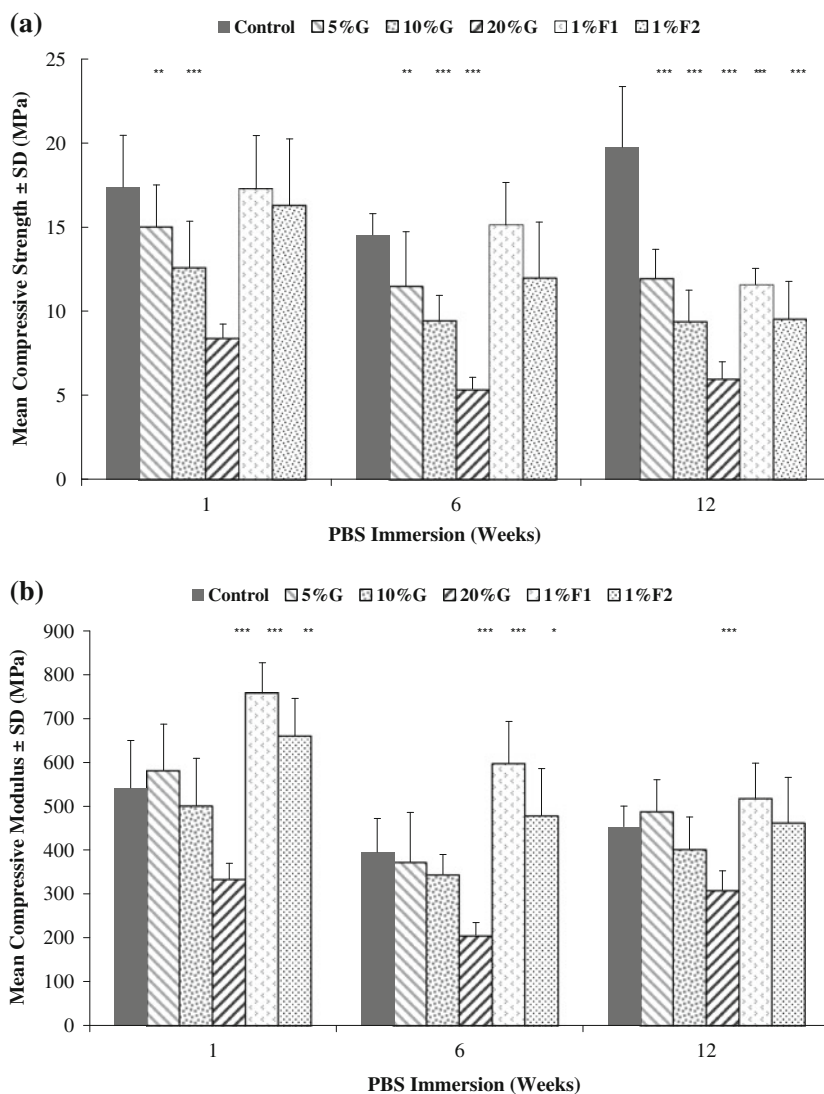 (a)
Control 5%G 10%G 20%G 1%F1 1%F2
** *** ** *** *** *** *** *** *** ***
25
20
15
10
5
0
Mean Compressive Strength ± SD (MPa)
1 6 12
PBS Immersion (Weeks)
(b)
Control 5%G 10%G 20%G 1%F1 1%F2
*** *** ** *** *** * ***
900
800
700
600
500
400
300
200
100
0
Mean Compressive Modulus ± SD (MPa)
1 6 12
PBS Immersion (Weeks)